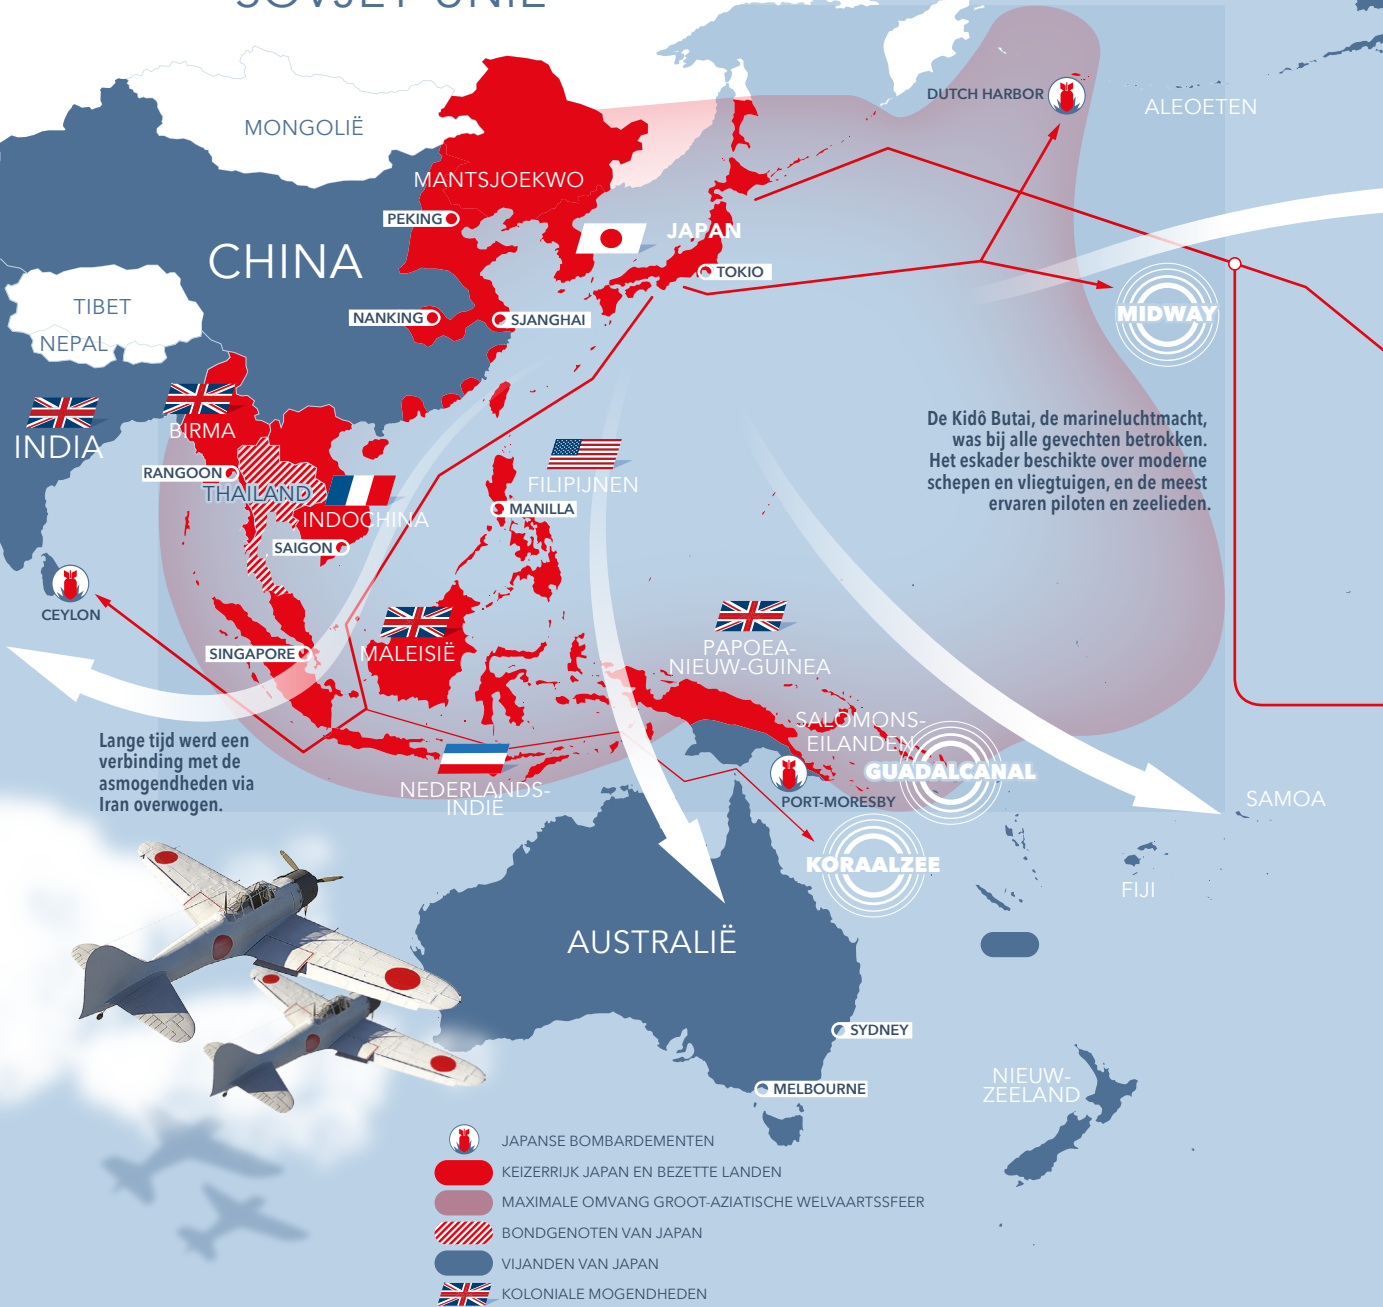 SOVJET-UNIE
DUTCH HARBOR
ALEOETEN
MONGOLIË
MANTSJOEKWO
PEKING
JAPAN
CHINA
TOKIO
TIBET
NANKING
SJANGHAI
MIDWAY
NEPAL
INDIA
BIRMA
De Kidô Butai, de marineluchtmacht,
was bij alle gevechten betrokken.
Het eskader beschikte over moderne
schepen en vliegtuigen, en de meest
ervaren piloten en zeelieden.
RANGOON
THAILAND
FILIPIJNEN
INDOCHINA
MANILLA
SAIGON
CEYLON
SINGAPORE
MALEISIË
PAPOEA-
NIEUW-GUINEA
SALOMONS-
EILANDEN
Lange tijd werd een
verbinding met de
asmogendheden via
Iran overwogen.
GUADALCANAL
NEDERLANDS-
INDIË
PORT-MORESBY
SAMOA
KORAALZEE
FIJI
AUSTRALIË
SYDNEY
MELBOURNE
NIEUW-
ZEELAND
JAPANSE BOMBARDEMENTEN
KEIZERRIJK JAPAN EN BEZETTE LANDEN
MAXIMALE OMVANG GROOT-AZIATISCHE WELVAARTSSFEER
BONDGENOTEN VAN JAPAN
VIJANDEN VAN JAPAN
KOLONIALE MOGENDHEDEN